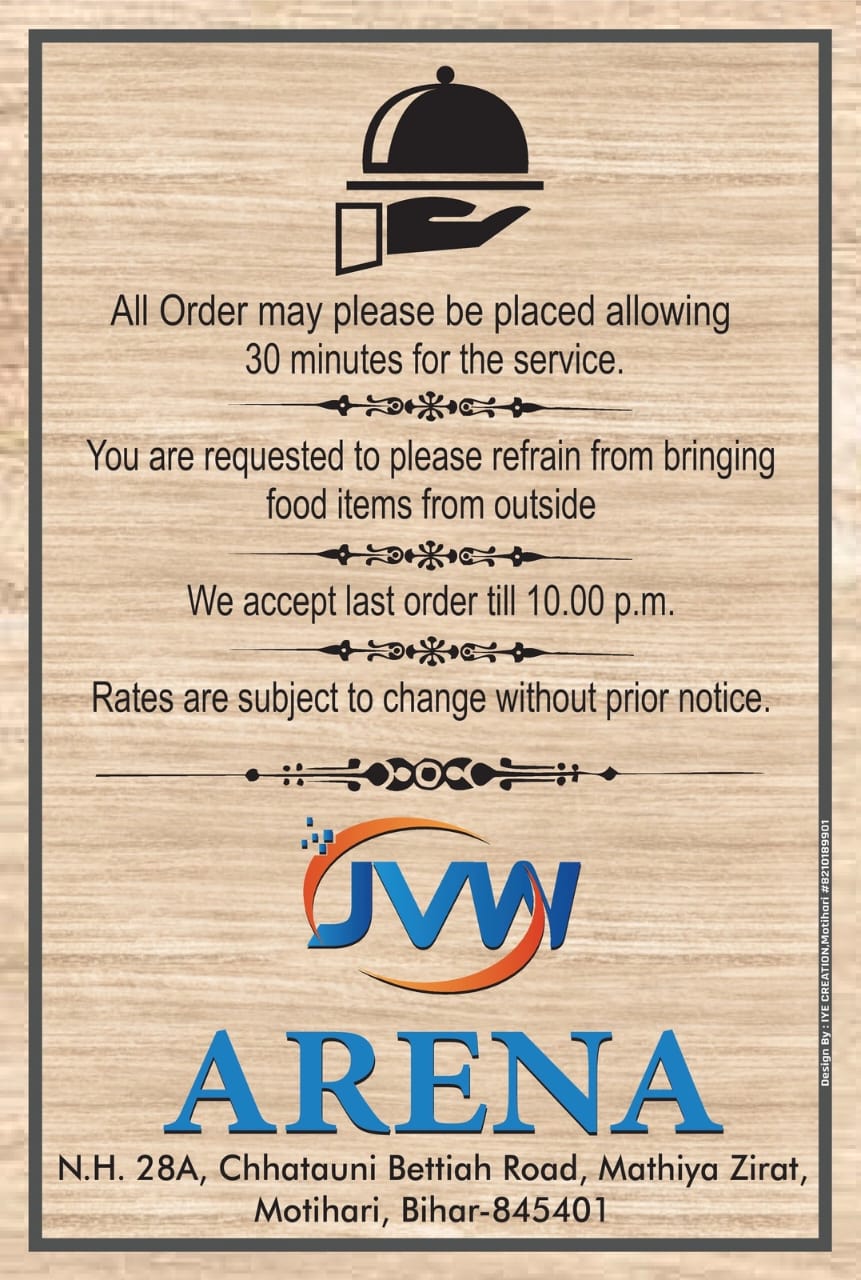 All Order may please be placed allowing
30 minutes for the service.
You are requested to please refrain from bringing
food items from outside
We accept last order till 10.00 p.m.
Rates are subject to change without prior notice.
JVW
ARENA
N.H. 28A, Chhatauni Bettiah Road, Mathiya Zirat,
Motihari, Bihar-845401
Design By : IYE CREATION,Motihari #8210189901